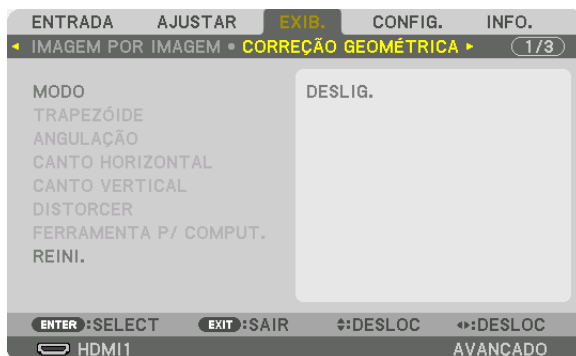 ENTRADA AJUSTAR EXIB. CONFIG. INFO.
IMAGEM POR IMAGEM • CORREÇÃO GEOMÉTRICA 1/3
MODO DESLIG.
TRAPEZÓIDE
ANGULAÇÃO
CANTO HORIZONTAL
CANTO VERTICAL
DISTORCER
FERRAMENTA P/ COMPUT.
REINI.
ENTER :SELECT EXIT :SAIR :DESLOC :DESLOC
HDMI1 AVANCADO